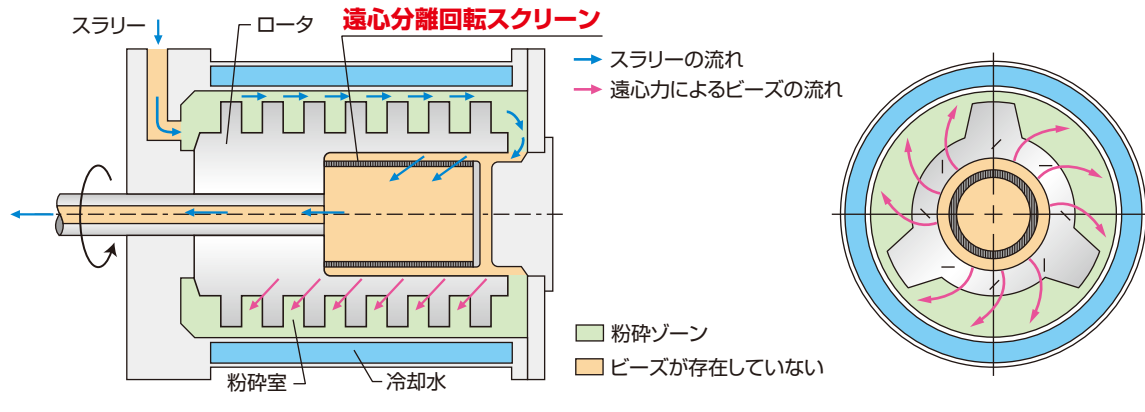 スラリー
ロータ
遠心分離回転スクリーン
スラリーの流れ
遠心力によるビーズの流れ
粉砕ゾーン
ビーズが存在していない
粉砕室
冷却水